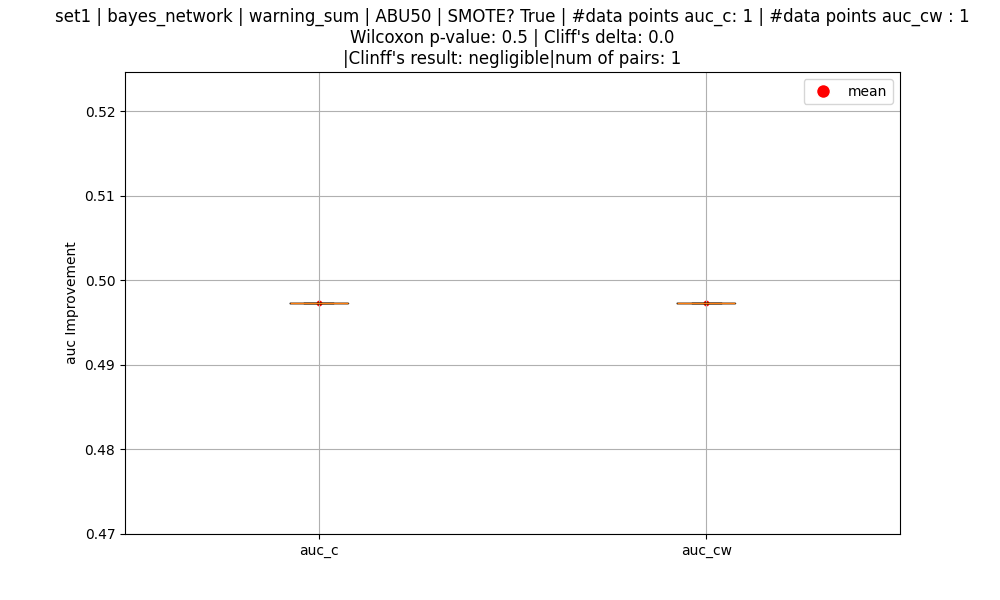 set1 | bayes_network | warning_sum | ABU50 | SMOTE? True | #data points auc_c: 1 | #data points auc_cw : 1
Wilcoxon p-value: 0.5 | Cliff's delta: 0.0
|Clinff's result: negligible|num of pairs: 1
mean
0.52
0.51
0.50
0.49
0.48
0.47
auc Improvement
auc_c
auc_cw